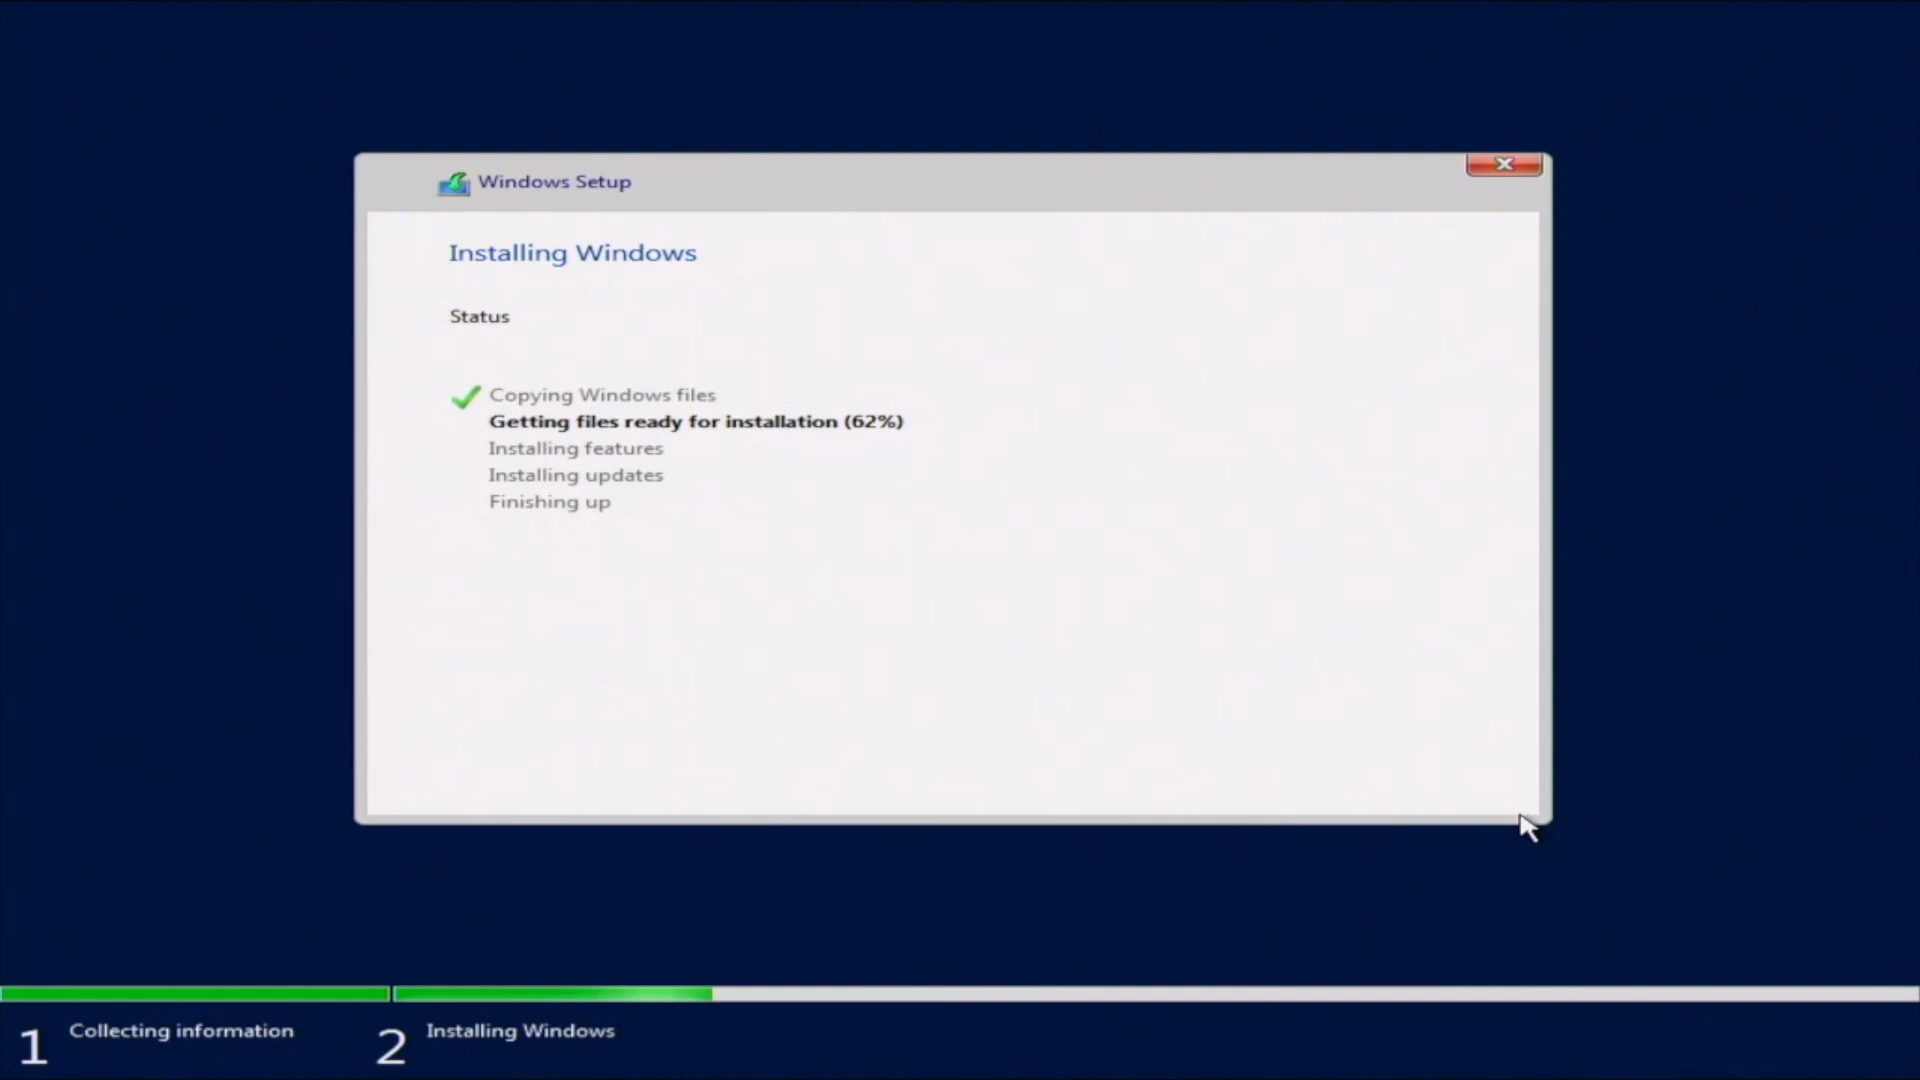 Windows Setup
Installing Windows
Status
Copying Windows files
Getting files ready for installation (62%)
Installing features
Installing updates
Finishing up
1 Collecting information
2 Installing Windows